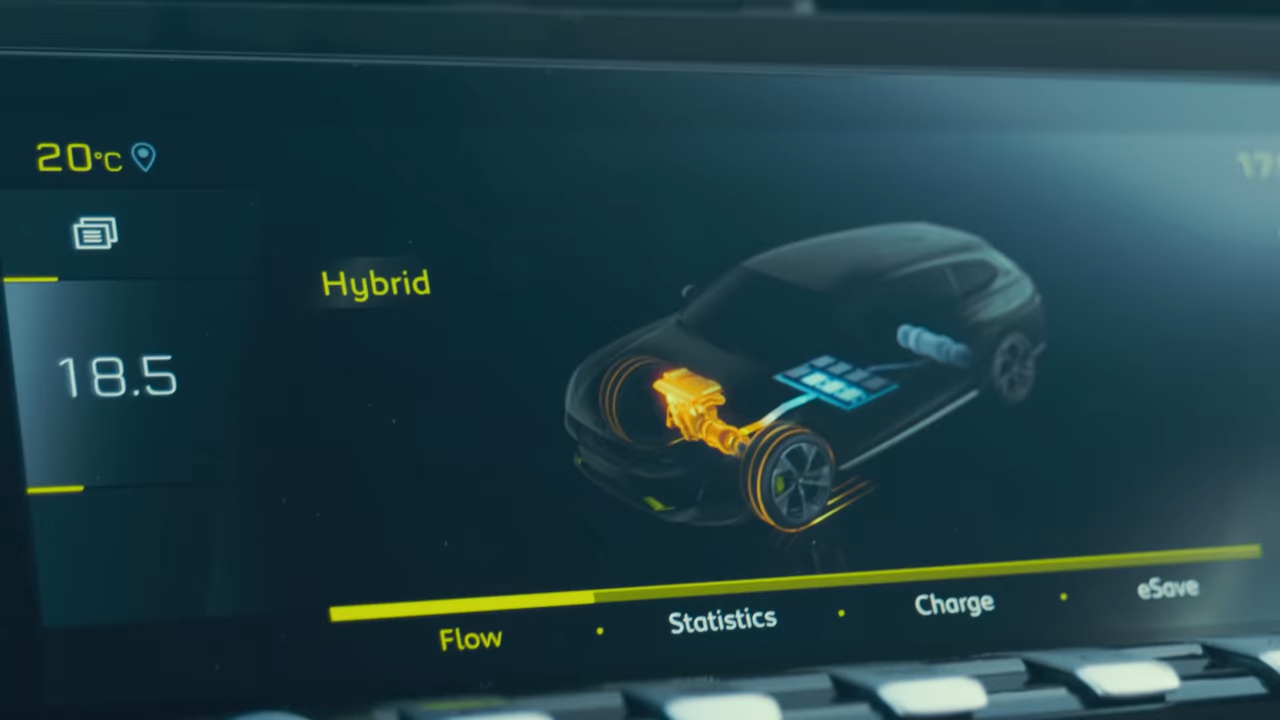 20°C
Hybrid
18.5
Flow • Statistics • Charge • eSave